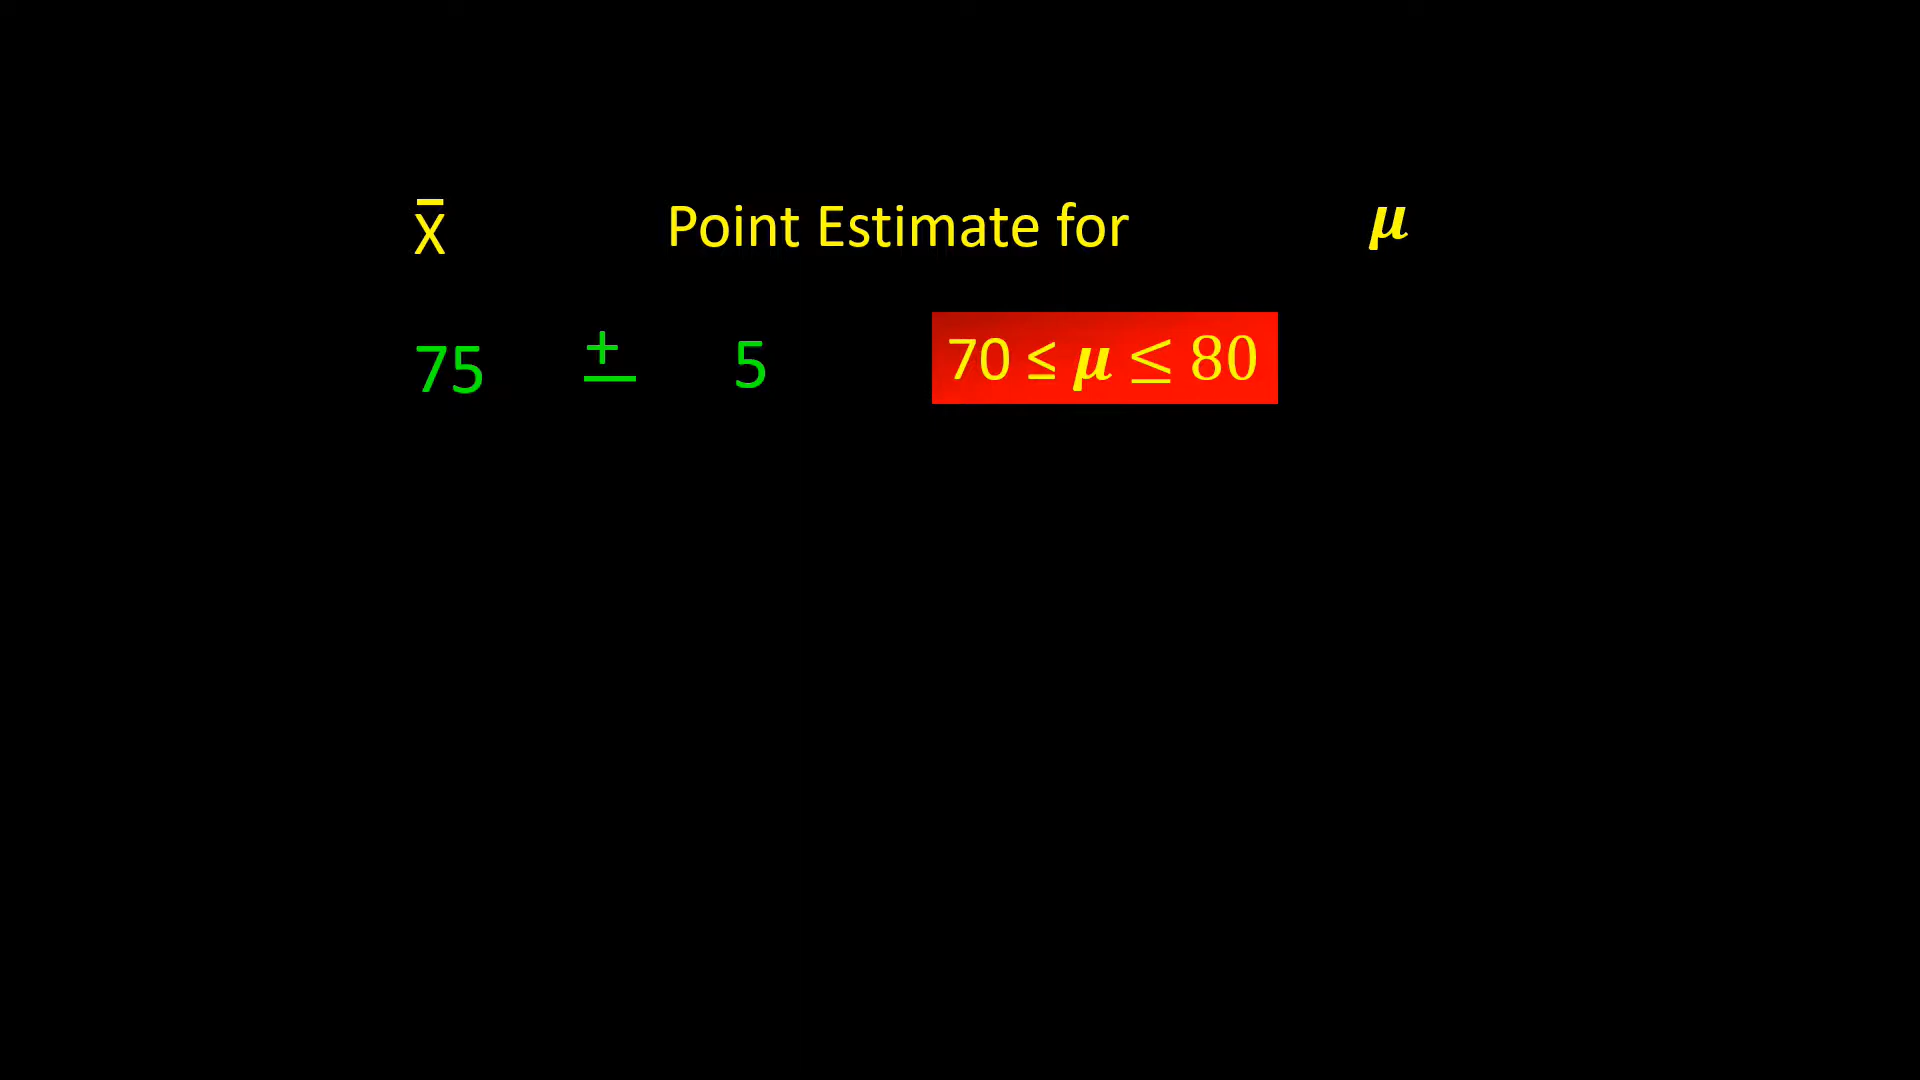 x̄ Point Estimate for μ
75 ± 5 70 ≤ μ ≤ 80